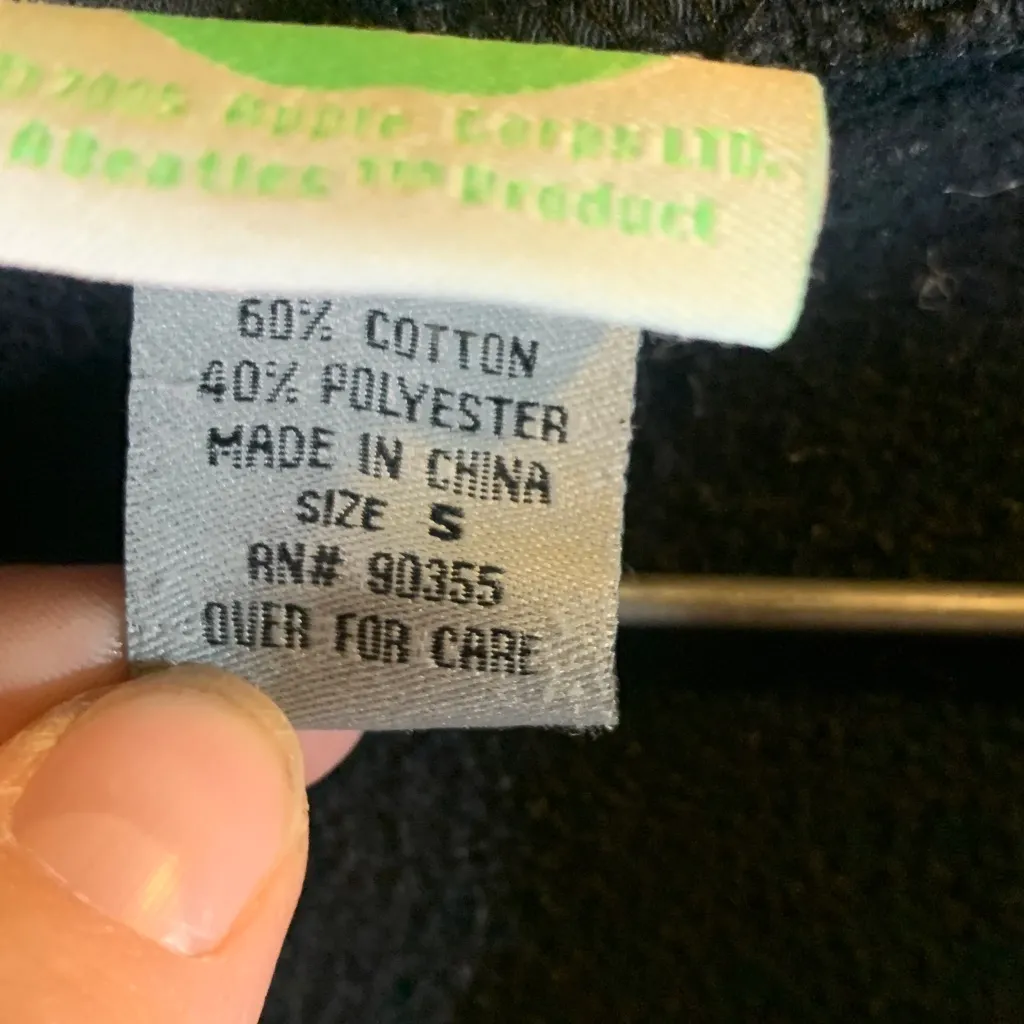 2005 Apple Corps LTD.
A Beatles ™ Product
60% COTTON
40% POLYESTER
MADE IN CHINA
SIZE S
RN# 90355
OVER FOR CARE